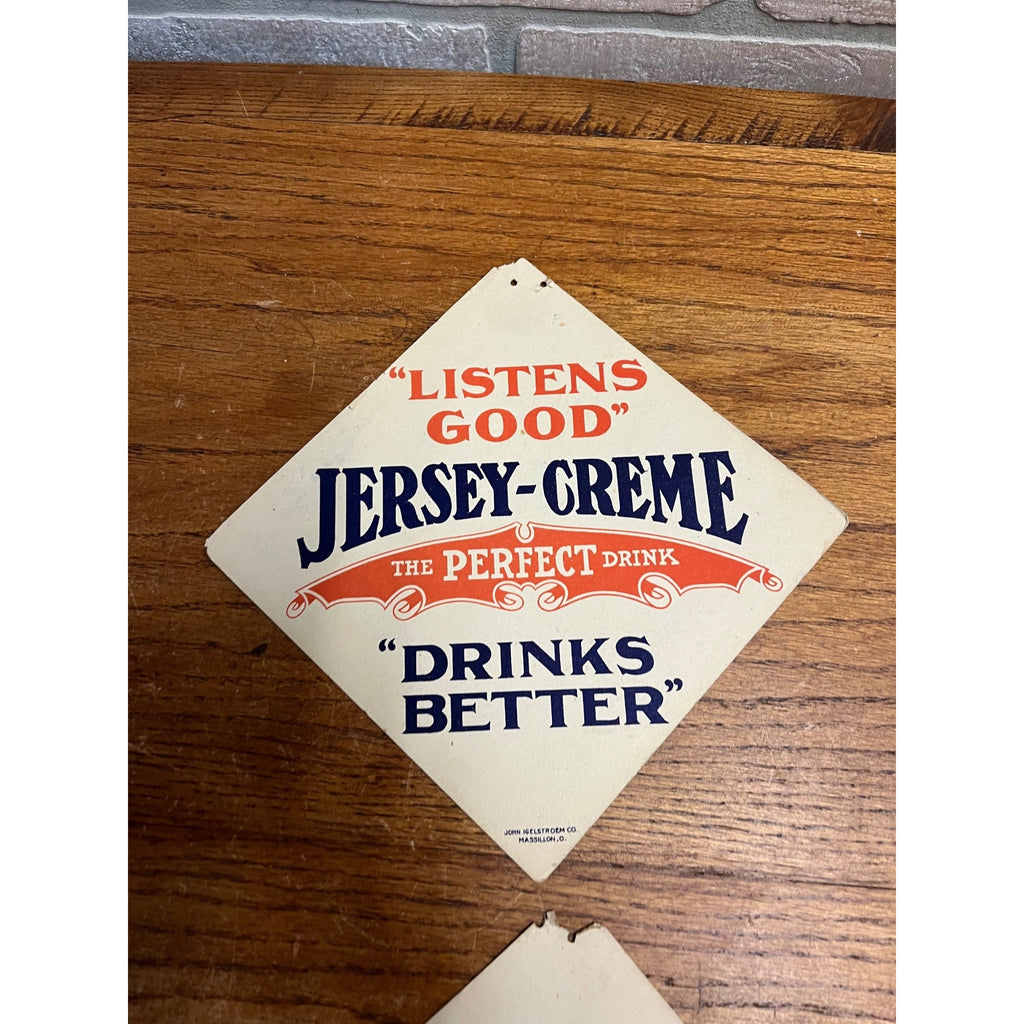 “LISTENS
GOOD”
JERSEY-CREME
THE PERFECT DRINK
“DRINKS
BETTER”
JOHN IGELSTROEM CO.
MASSILLON, O.